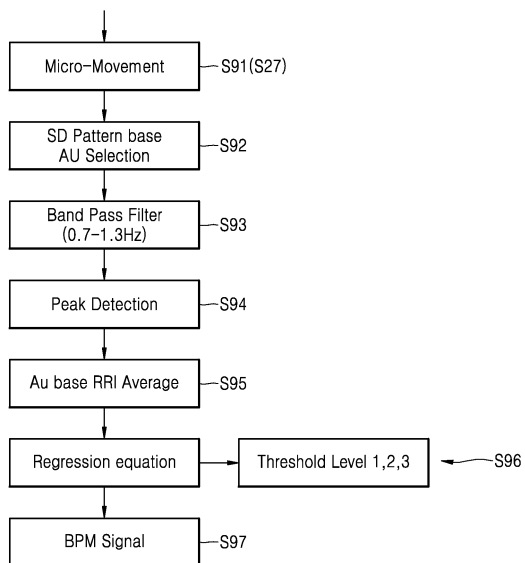 Micro-Movement
S91(S27)
SD Pattern base
AU Selection
S92
Band Pass Filter
(0.7-1.3Hz)
S93
Peak Detection
S94
Au base RRI Average
S95
Regression equation
Threshold Level 1,2,3
S96
BPM Signal
S97